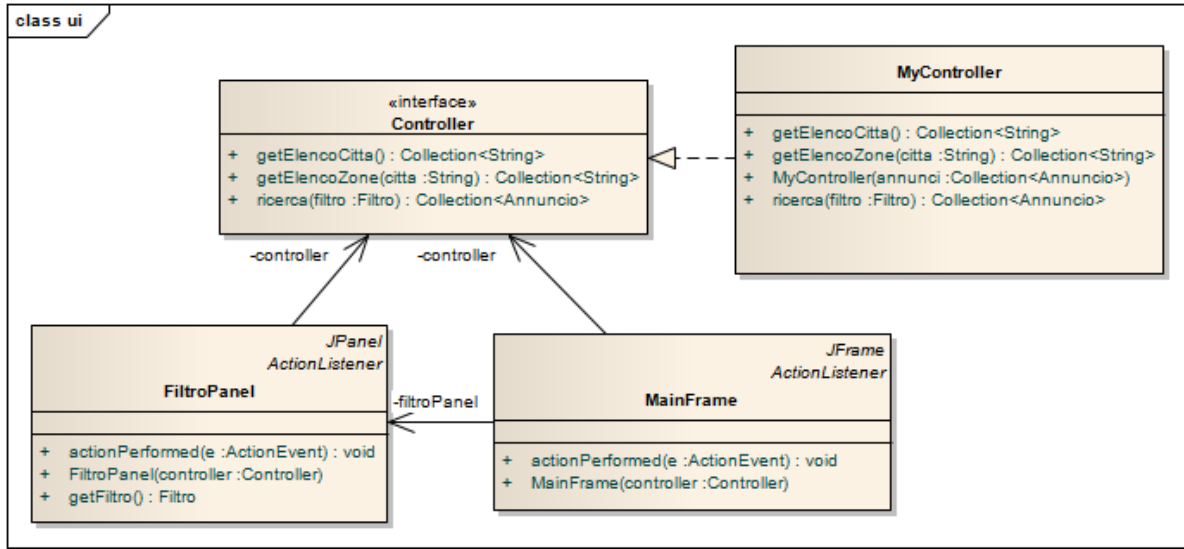 class ui
«interface»
Controller
+ getElencoCitta() : Collection<String>
+ getElencoZone(citta :String) : Collection<String>
+ ricerca(filtro :Filtro) : Collection<Annuncio>
MyController
+ getElencoCitta() : Collection<String>
+ getElencoZone(citta :String) : Collection<String>
+ MyController(annunci :Collection<Annuncio>)
+ ricerca(filtro :Filtro) : Collection<Annuncio>
-controller
-controller
JPanel
ActionListener
FiltroPanel
+ actionPerformed(e :ActionEvent) : void
+ FiltroPanel(controller :Controller)
+ getFiltro() : Filtro
-filtroPanel
JFrame
ActionListener
MainFrame
+ actionPerformed(e :ActionEvent) : void
+ MainFrame(controller :Controller)